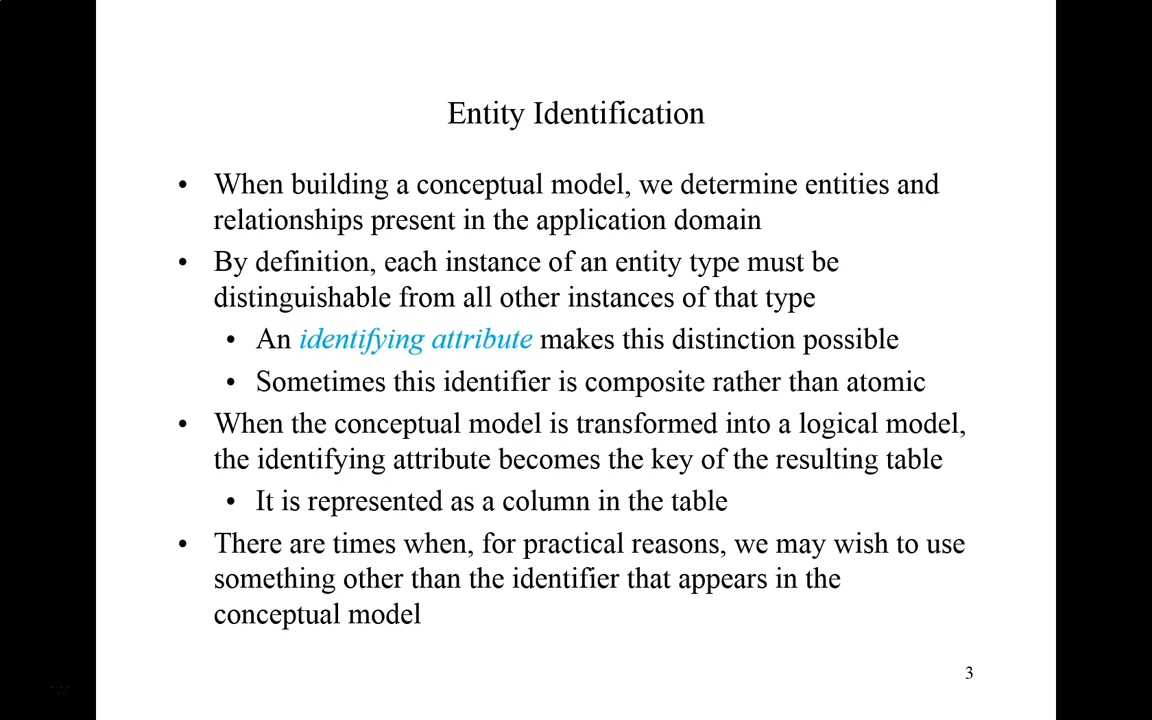 Entity Identification
• When building a conceptual model, we determine entities and
relationships present in the application domain
• By definition, each instance of an entity type must be
distinguishable from all other instances of that type
• An identifying attribute makes this distinction possible
• Sometimes this identifier is composite rather than atomic
• When the conceptual model is transformed into a logical model,
the identifying attribute becomes the key of the resulting table
• It is represented as a column in the table
• There are times when, for practical reasons, we may wish to use
something other than the identifier that appears in the
conceptual model
3